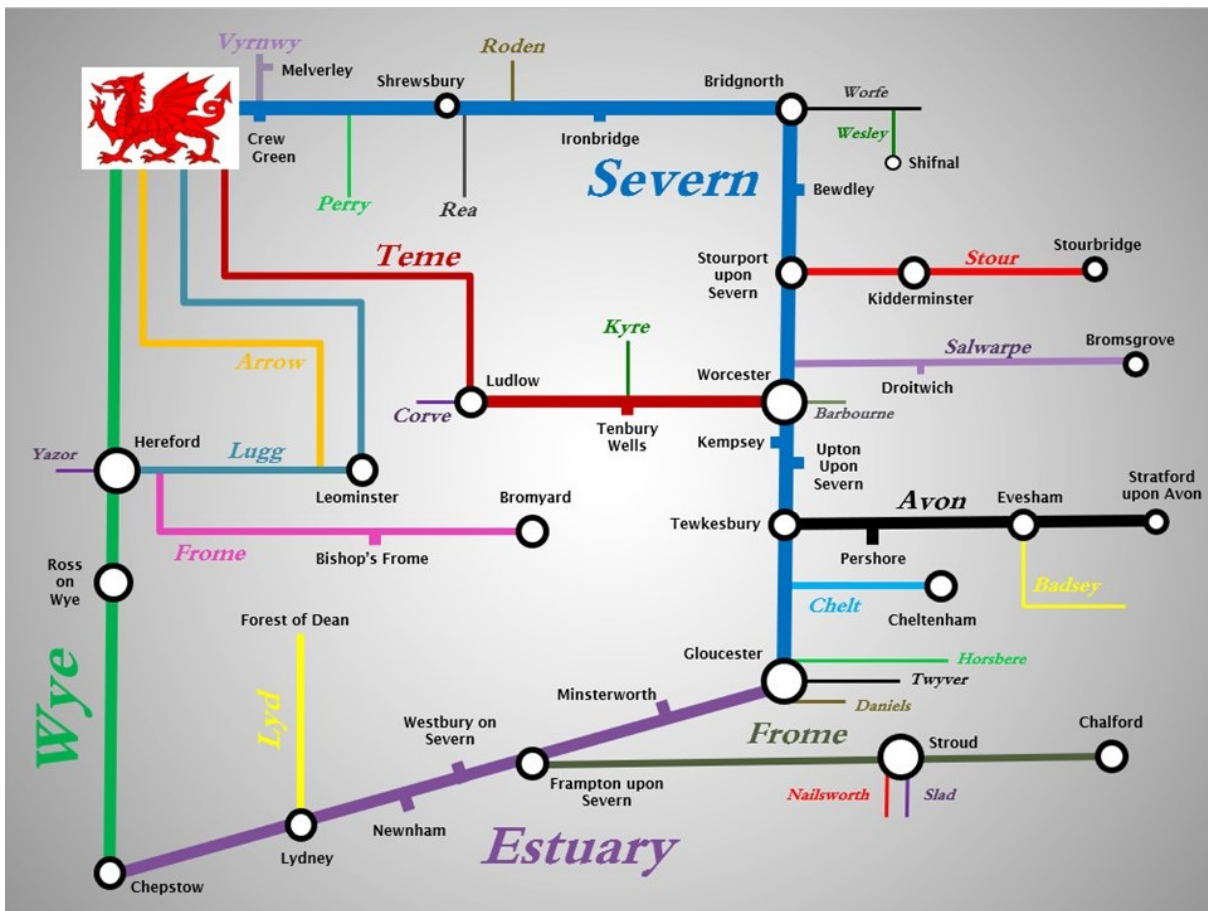 Vyrnwy
Roden
Melverley
Shrewsbury
Bridgnorth
Worfe
Crew
Green
Ironbridge
Wesley
Shifnal
Severn
Bewdley
Perry
Rea
Teme
Stourport
upon
Severn
Stour
Stourbridge
Kidderminster
Kyre
Salwarpe
Bromsgrove
Arrow
Ludlow
Worcester
Droitwich
Corve
Barbourne
Tenbury
Wells
Hereford
Kempsey
Upton
Upon
Severn
Yazor
Lugg
Leominster
Bromyard
Avon
Evesham
Stratford
upon Avon
Tewkesbury
Frome
Bishop's Frome
Pershore
Ross
on
Wye
Badsey
Chelt
Cheltenham
Forest of Dean
Gloucester
Horsbere
Twyver
Wye
Lyd
Minsterworth
Daniels
Westbury on
Severn
Frome
Stroud
Chalford
Frampton upon
Severn
Nailsworth
Slad
Newnham
Estuary
Lydney
Chepstow